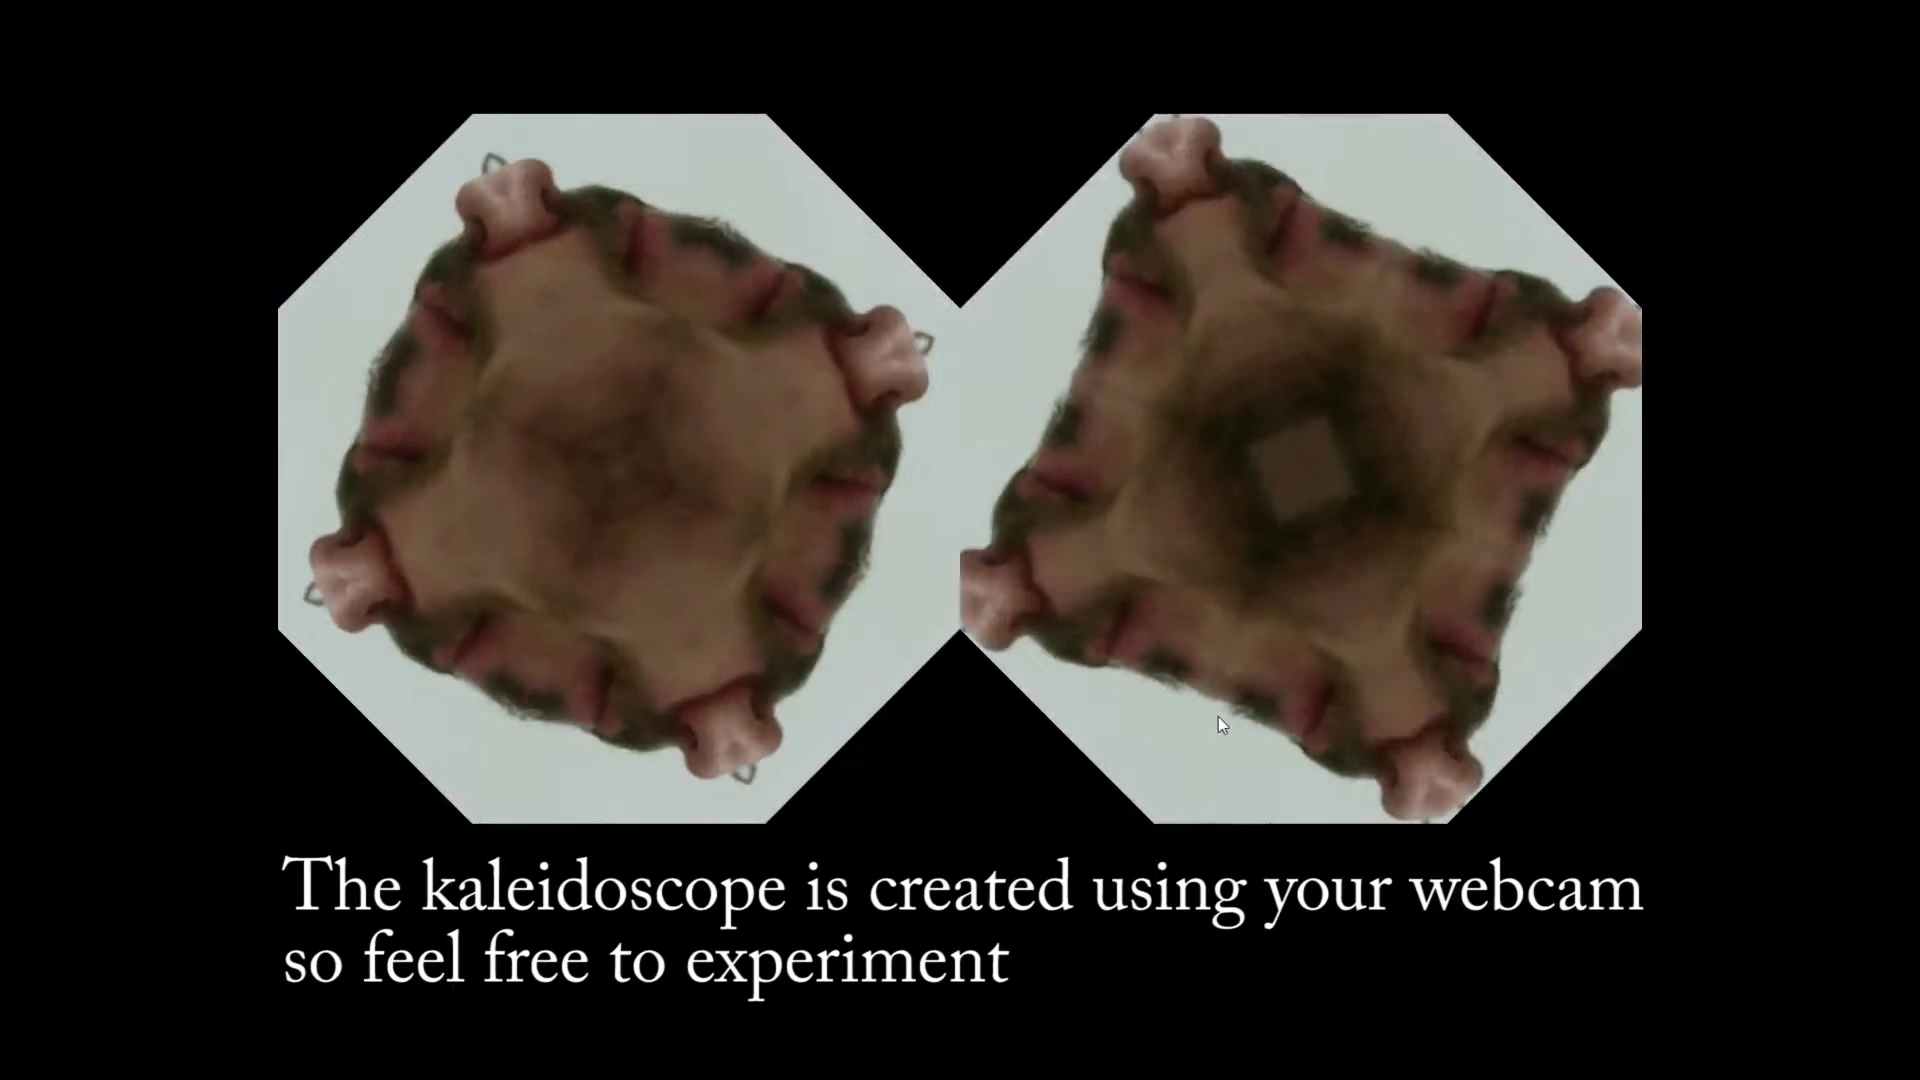 The kaleidoscope is created using your webcam
so feel free to experiment